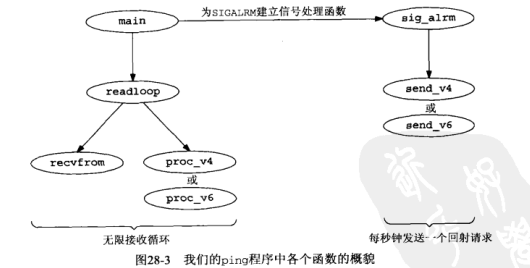 为SIGALRM建立信号处理函数
main
sig_alrm
readloop
send_v4
或
send_v6
recvfrom
proc_v4
或
proc_v6
无限接收循环
每秒钟发送一个回射请求
图28-3 我们的ping程序中各个函数的概貌